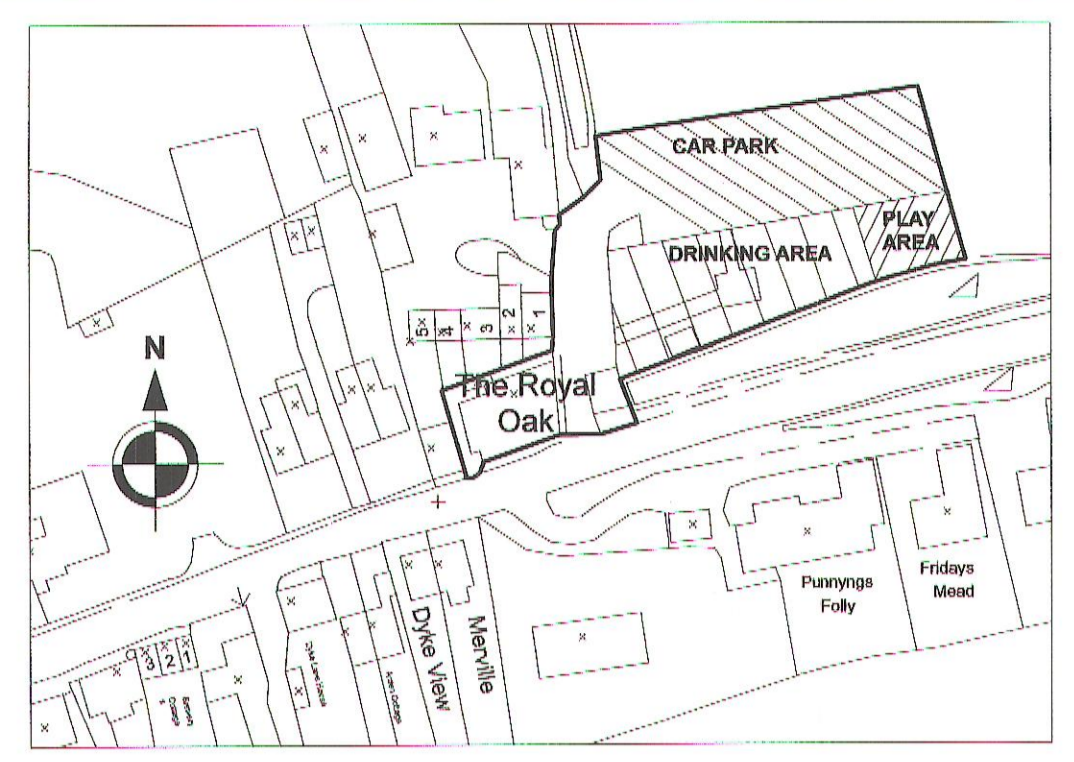 CAR PARK
PLAY
AREA
DRINKING AREA
5
4
3
2
1
N
The Royal
Oak
Punnyngs
Folly
Fridays
Mead
Merville
Dyke View
3
2
1